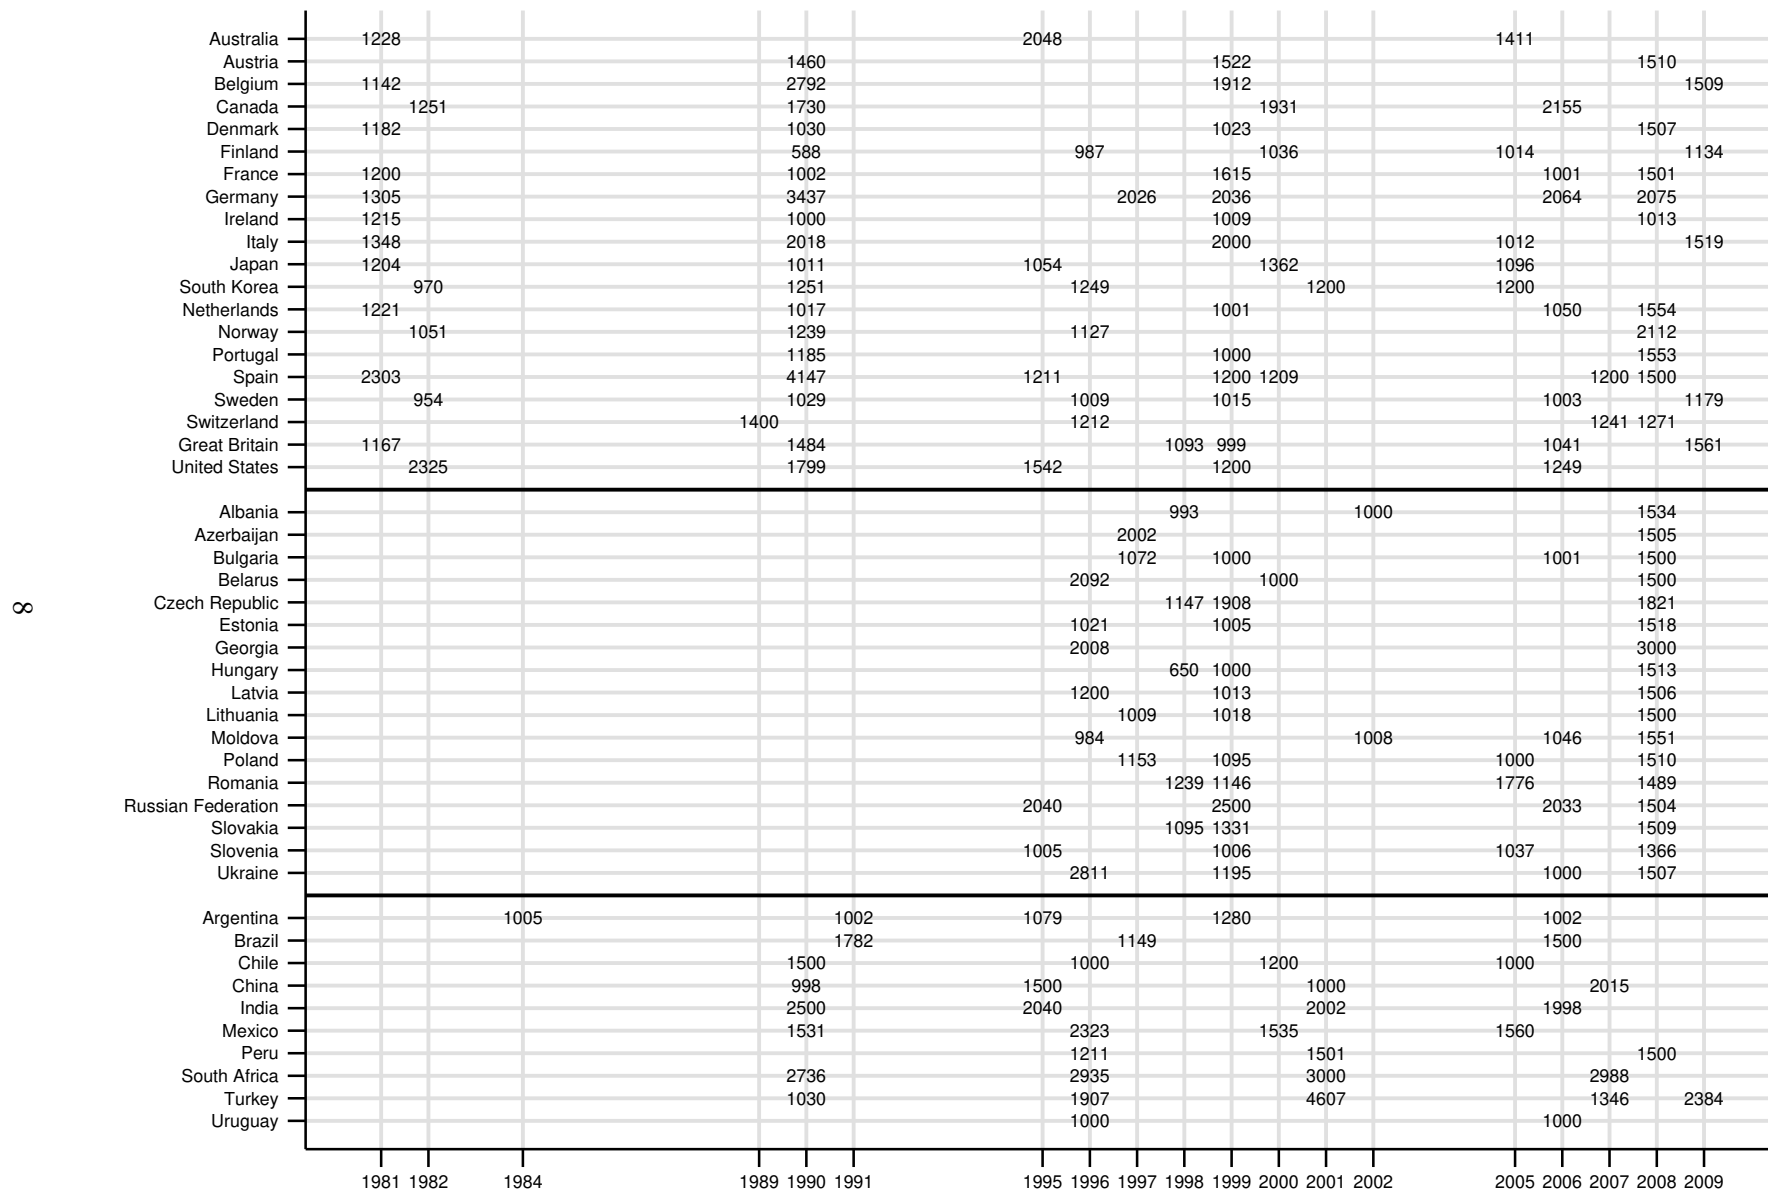 Australia 1228 2048 1411
Austria 1460 1522 1510
Belgium 1142 2792 1912 1509
Canada 1251 1730 1931 2155
Denmark 1182 1030 1023 1507
Finland 588 987 1036 1014 1134
France 1200 1002 1615 1001 1501
Germany 1305 3437 2026 2036 2064 2075
Ireland 1215 1000 1009 1013
Italy 1348 2018 2000 1012 1519
Japan 1204 1011 1054 1362 1096
South Korea 970 1251 1249 1200 1200
Netherlands 1221 1017 1001 1050 1554
Norway 1051 1239 1127 2112
Portugal 1185 1000 1553
Spain 2303 4147 1211 1200 1209 1200 1500
Sweden 954 1029 1009 1015 1003 1179
Switzerland 1400 1212 1241 1271
Great Britain 1167 1484 1093 999 1041 1561
United States 2325 1799 1542 1200 1249
Albania 993 1000 1534
Azerbaijan 2002 1505
Bulgaria 1072 1000 1001 1500
Belarus 2092 1000 1500
Czech Republic 1147 1908 1821
Estonia 1021 1005 1518
Georgia 2008 3000
Hungary 650 1000 1513
Latvia 1200 1013 1506
Lithuania 1009 1018 1500
Moldova 984 1008 1046 1551
Poland 1153 1095 1000 1510
Romania 1239 1146 1776 1489
Russian Federation 2040 2500 2033 1504
Slovakia 1095 1331 1509
Slovenia 1005 1006 1037 1366
Ukraine 2811 1195 1000 1507
Argentina 1005 1002 1079 1280 1002
Brazil 1782 1149 1500
Chile 1500 1000 1200 1000
China 998 1500 1000 2015
India 2500 2040 2002 1998
Mexico 1531 2323 1535 1560
Peru 1211 1501 1500
South Africa 2736 2935 3000 2988
Turkey 1030 1907 4607 1346 2384
Uruguay 1000 1000
1981 1982 1984 1989 1990 1991 1995 1996 1997 1998 1999 2000 2001 2002 2005 2006 2007 2008 2009
8